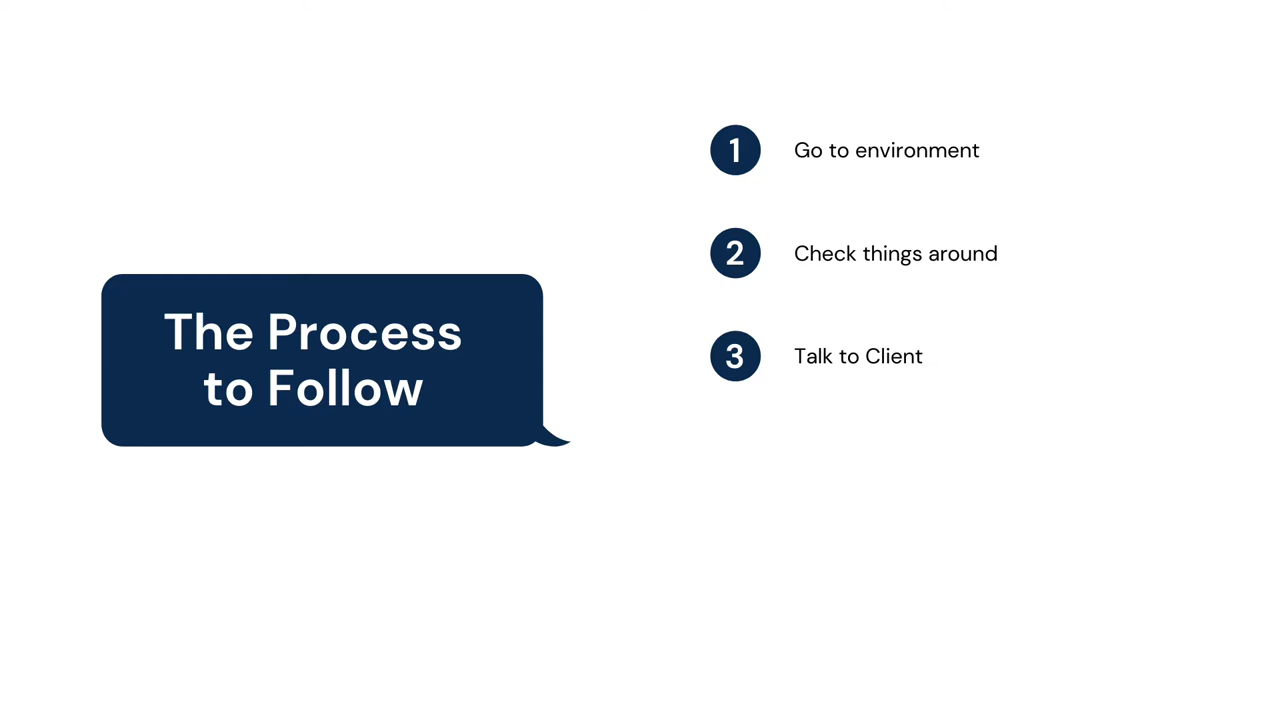 The Process
to Follow
1 Go to environment
2 Check things around
3 Talk to Client